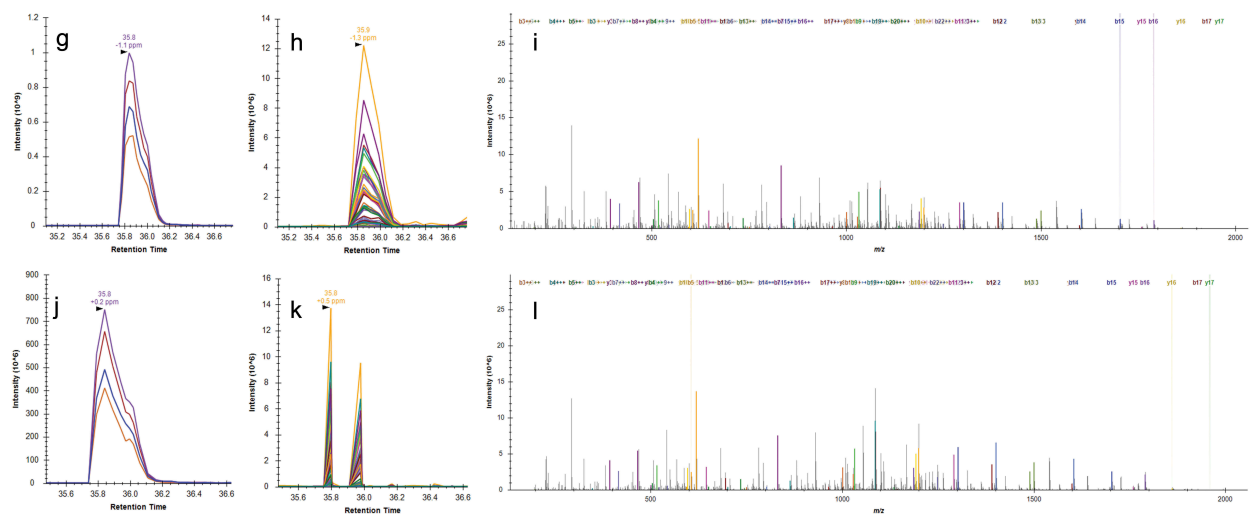 g
35.8
-1.1 ppm
1
0.8
0.6
0.4
0.2
0
Intensity (10^9)
35.2 35.4 35.6 35.8 36.0 36.2 36.4 36.6
Retention Time
h
35.9
-1.3 ppm
14
12
10
8
6
4
2
0
Intensity (10^6)
35.2 35.4 35.6 35.8 36.0 36.2 36.4 36.6
Retention Time
i
b14 b15 y15 b16 y16 b17 y17
25
20
15
10
5
0
Intensity (10^6)
500 1000 1500 2000
m/z
j
35.8
+0.2 ppm
900
800
700
600
500
400
300
200
100
0
Intensity (10^6)
35.6 35.8 36.0 36.2 36.4 36.6
Retention Time
k
35.8
+0.5 ppm
16
14
12
10
8
6
4
2
0
Intensity (10^6)
35.6 35.8 36.0 36.2 36.4 36.6
Retention Time
l
b14 b15 y15 b16 y16 b17 y17
25
20
15
10
5
0
Intensity (10^6)
500 1000 1500 2000
m/z